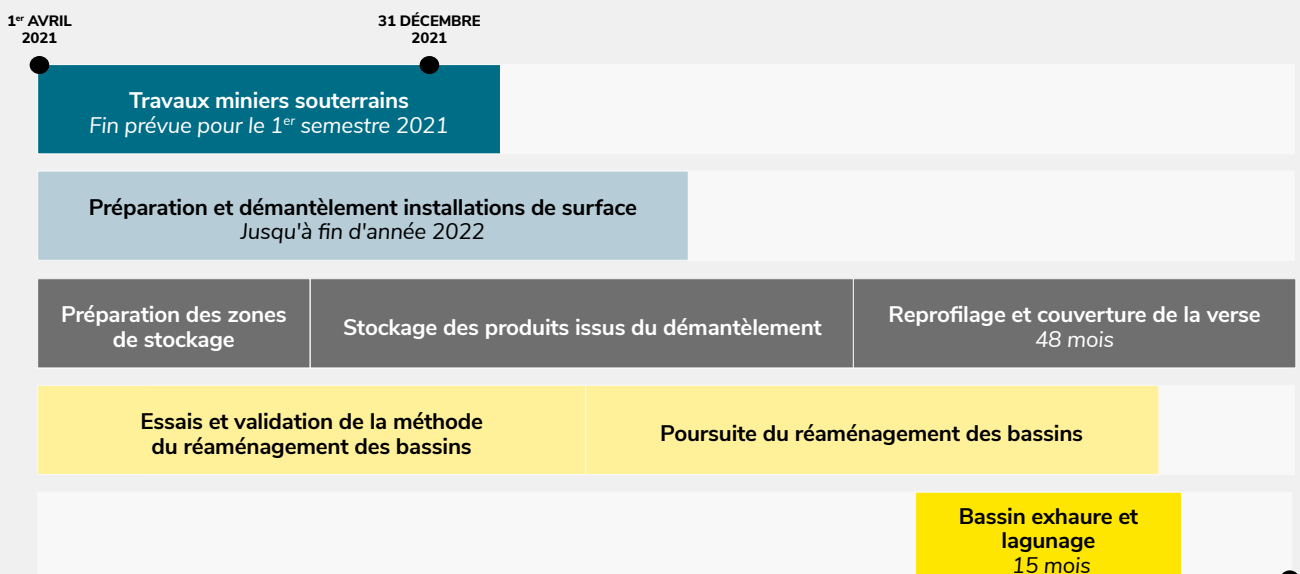 1er AVRIL
2021
31 DÉCEMBRE
2021
Travaux miniers souterrains
Fin prévue pour le 1er semestre 2021
Préparation et démantèlement installations de surface
Jusqu'à fin d'année 2022
Préparation des zones
de stockage
Stockage des produits issus du démantèlement
Reprofilage et couverture de la verse
48 mois
Essais et validation de la méthode
du réaménagement des bassins
Poursuite du réaménagement des bassins
Bassin exhaure et
lagunage
15 mois